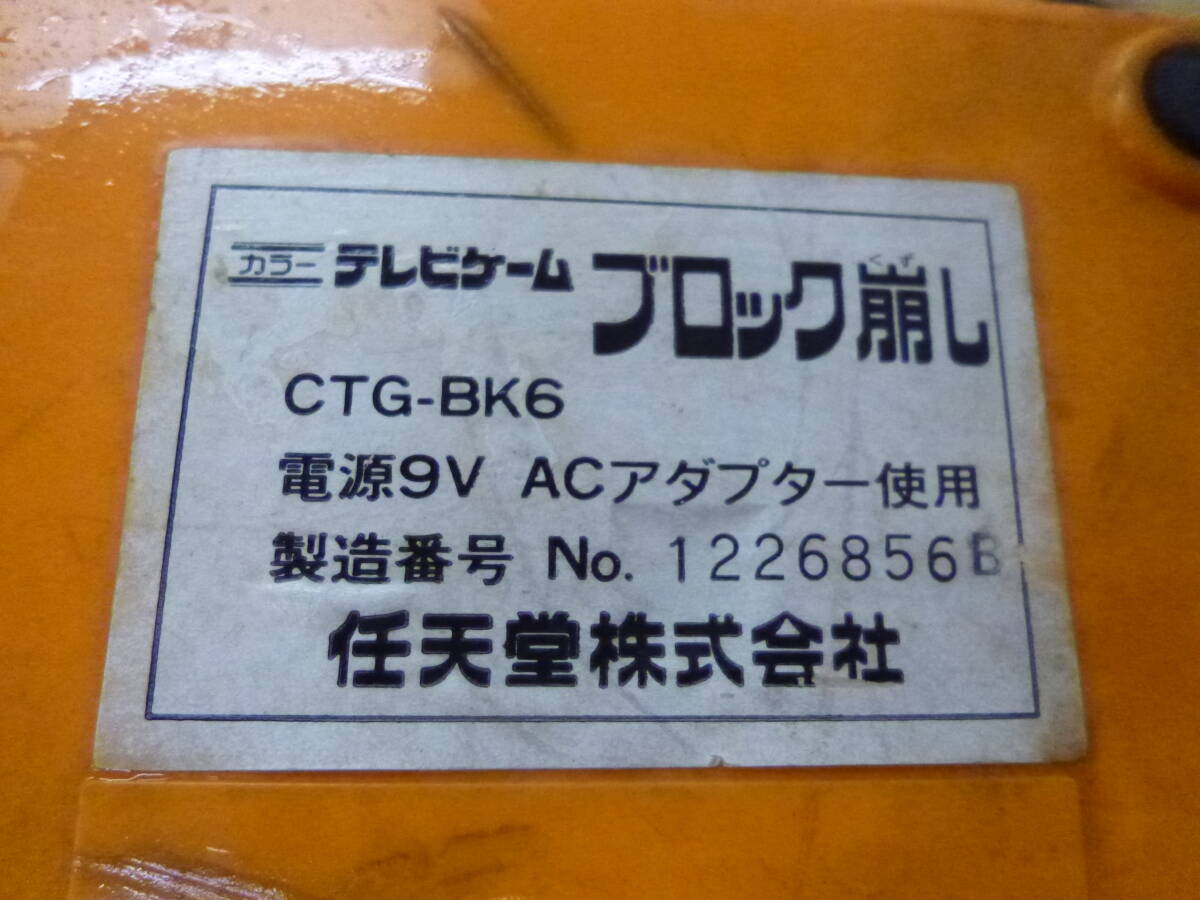 カラー テレビゲーム ブロック崩し
くず
CTG-BK6
電源9V ACアダプター使用
製造番号 No. 1226856B
任天堂株式会社